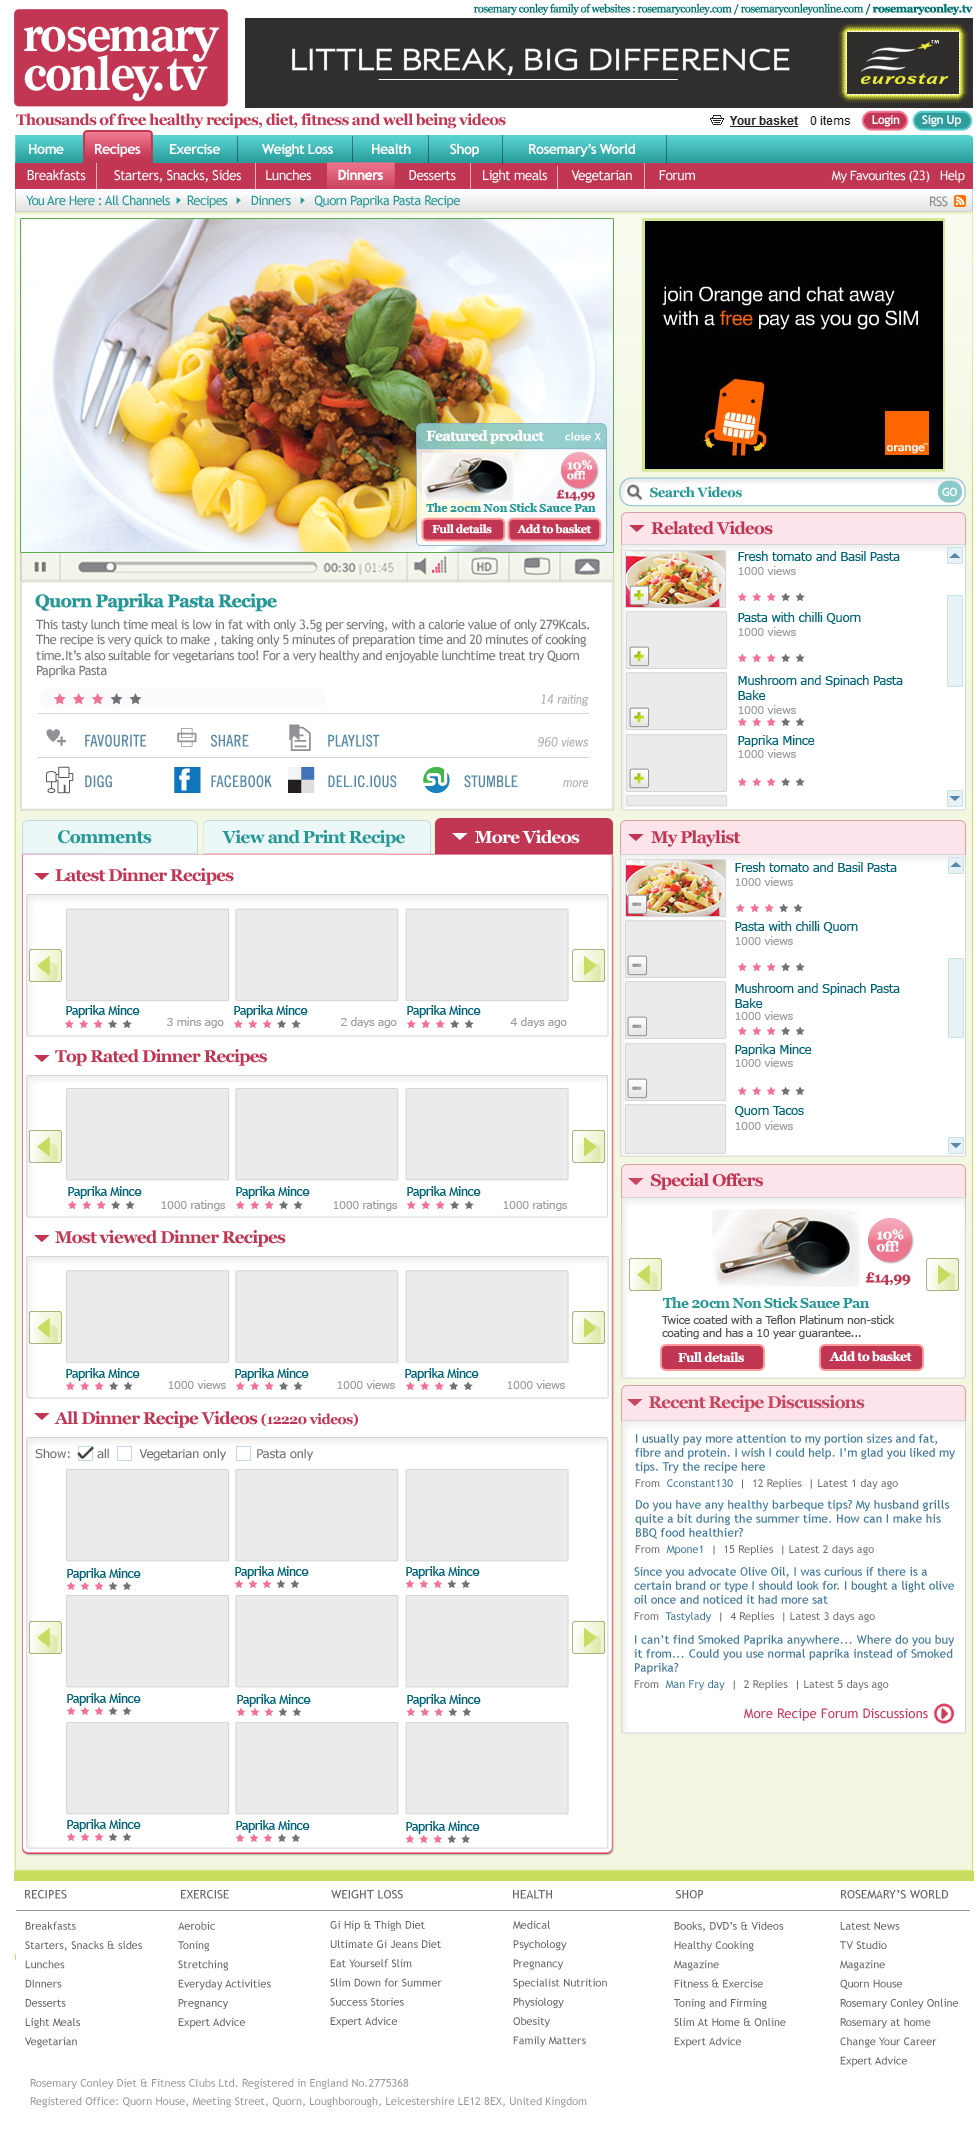 rosemary conley family of websites : rosemaryconley.com / rosemaryconleyonline.com / rosemaryconley.tv
rosemary
conley.tv
LITTLE BREAK, BIG DIFFERENCE
eurostar™
Thousands of free healthy recipes, diet, fitness and well being videos
Your basket 0 items Login Sign Up
Home Recipes Exercise Weight Loss Health Shop Rosemary's World
Breakfasts Starters, Snacks, Sides Lunches Dinners Desserts Light meals Vegetarian Forum My Favourites (23) Help
You Are Here : All Channels Recipes Dinners Quorn Paprika Pasta Recipe RSS
join Orange and chat away
with a free pay as you go SIM
orange™
Featured product close X
10%
off!
£14,99
The 20cm Non Stick Sauce Pan
Full details Add to basket
00:30 | 01:45 HD
Quorn Paprika Pasta Recipe
This tasty lunch time meal is low in fat with only 3.5g per serving, with a calorie value of only 279Kcals.
The recipe is very quick to make , taking only 5 minutes of preparation time and 20 minutes of cooking
time.It's also suitable for vegetarians too! For a very healthy and enjoyable lunchtime treat try Quorn
Paprika Pasta
14 raiting
FAVOURITE SHARE PLAYLIST 960 views
DIGG FACEBOOK DEL.IC.IOUS STUMBLE more
Search Videos GO
Related Videos
Fresh tomato and Basil Pasta
1000 views
Pasta with chilli Quorn
1000 views
Mushroom and Spinach Pasta
Bake
1000 views
Paprika Mince
1000 views
Comments View and Print Recipe More Videos
Latest Dinner Recipes
Paprika Mince Paprika Mince Paprika Mince
3 mins ago 2 days ago 4 days ago
Top Rated Dinner Recipes
Paprika Mince Paprika Mince Paprika Mince
1000 ratings 1000 ratings 1000 ratings
Most viewed Dinner Recipes
Paprika Mince Paprika Mince Paprika Mince
1000 views 1000 views 1000 views
All Dinner Recipe Videos (12220 videos)
Show: all Vegetarian only Pasta only
Paprika Mince Paprika Mince Paprika Mince
Paprika Mince Paprika Mince Paprika Mince
Paprika Mince Paprika Mince Paprika Mince
My Playlist
Fresh tomato and Basil Pasta
1000 views
Pasta with chilli Quorn
1000 views
Mushroom and Spinach Pasta
Bake
1000 views
Paprika Mince
1000 views
Quorn Tacos
1000 views
Special Offers
10%
off!
£14,99
The 20cm Non Stick Sauce Pan
Twice coated with a Teflon Platinum non-stick
coating and has a 10 year guarantee...
Full details Add to basket
Recent Recipe Discussions
I usually pay more attention to my portion sizes and fat,
fibre and protein. I wish I could help. I'm glad you liked my
tips. Try the recipe here
From Cconstant130 | 12 Replies | Latest 1 day ago
Do you have any healthy barbeque tips? My husband grills
quite a bit during the summer time. How can I make his
BBQ food healthier?
From Mpone1 | 15 Replies | Latest 2 days ago
Since you advocate Olive Oil, I was curious if there is a
certain brand or type I should look for. I bought a light olive
oil once and noticed it had more sat
From Tastylady | 4 Replies | Latest 3 days ago
I can't find Smoked Paprika anywhere... Where do you buy
it from... Could you use normal paprika instead of Smoked
Paprika?
From Man Fry day | 2 Replies | Latest 5 days ago
More Recipe Forum Discussions
RECIPES
Breakfasts
Starters, Snacks & sides
Lunches
DInners
Desserts
Light Meals
Vegetarian
EXERCISE
Aerobic
Toning
Stretching
Everyday Activities
Pregnancy
Expert Advice
WEIGHT LOSS
Gi Hip & Thigh Diet
Ultimate Gi Jeans Diet
Eat Yourself Slim
Slim Down for Summer
Success Stories
Expert Advice
HEALTH
Medical
Psychology
Pregnancy
Specialist Nutrition
Physiology
Obesity
Family Matters
SHOP
Books, DVD's & Videos
Healthy Cooking
Magazine
Fitness & Exercise
Toning and Firming
Slim At Home & Online
Expert Advice
ROSEMARY'S WORLD
Latest News
TV Studio
Magazine
Quorn House
Rosemary Conley Online
Rosemary at home
Change Your Career
Expert Advice
Rosemary Conley Diet & Fitness Clubs Ltd. Registered in England No.2775368
Registered Office: Quorn House, Meeting Street, Quorn, Loughborough, Leicestershire LE12 8EX, United Kingdom